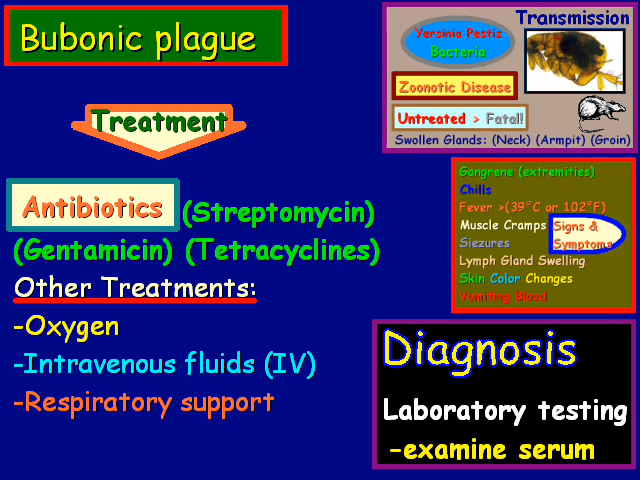 Bubonic plague
Treatment
Antibiotics (Streptomycin)
(Gentamicin) (Tetracyclines)
Other Treatments:
-Oxygen
-Intravenous fluids (IV)
-Respiratory support
Transmission
Yersinia Pestis
Bacteria
Zoonotic Disease
Untreated > Fatal!
Swollen Glands: (Neck) (Armpit) (Groin)
Gangrene (extremities)
Chills
Fever >(39°C or 102°F)
Muscle Cramps
Siezures
Lymph Gland Swelling
Skin Color Changes
Vomiting Blood
Signs &
Symptoms
Diagnosis
Laboratory testing
-examine serum